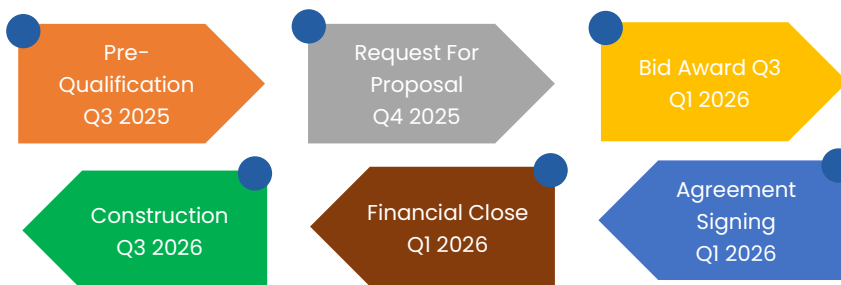 Pre-
Qualification
Q3 2025
Request For
Proposal
Q4 2025
Bid Award Q3
Q1 2026
Agreement
Signing
Q1 2026
Financial Close
Q1 2026
Construction
Q3 2026